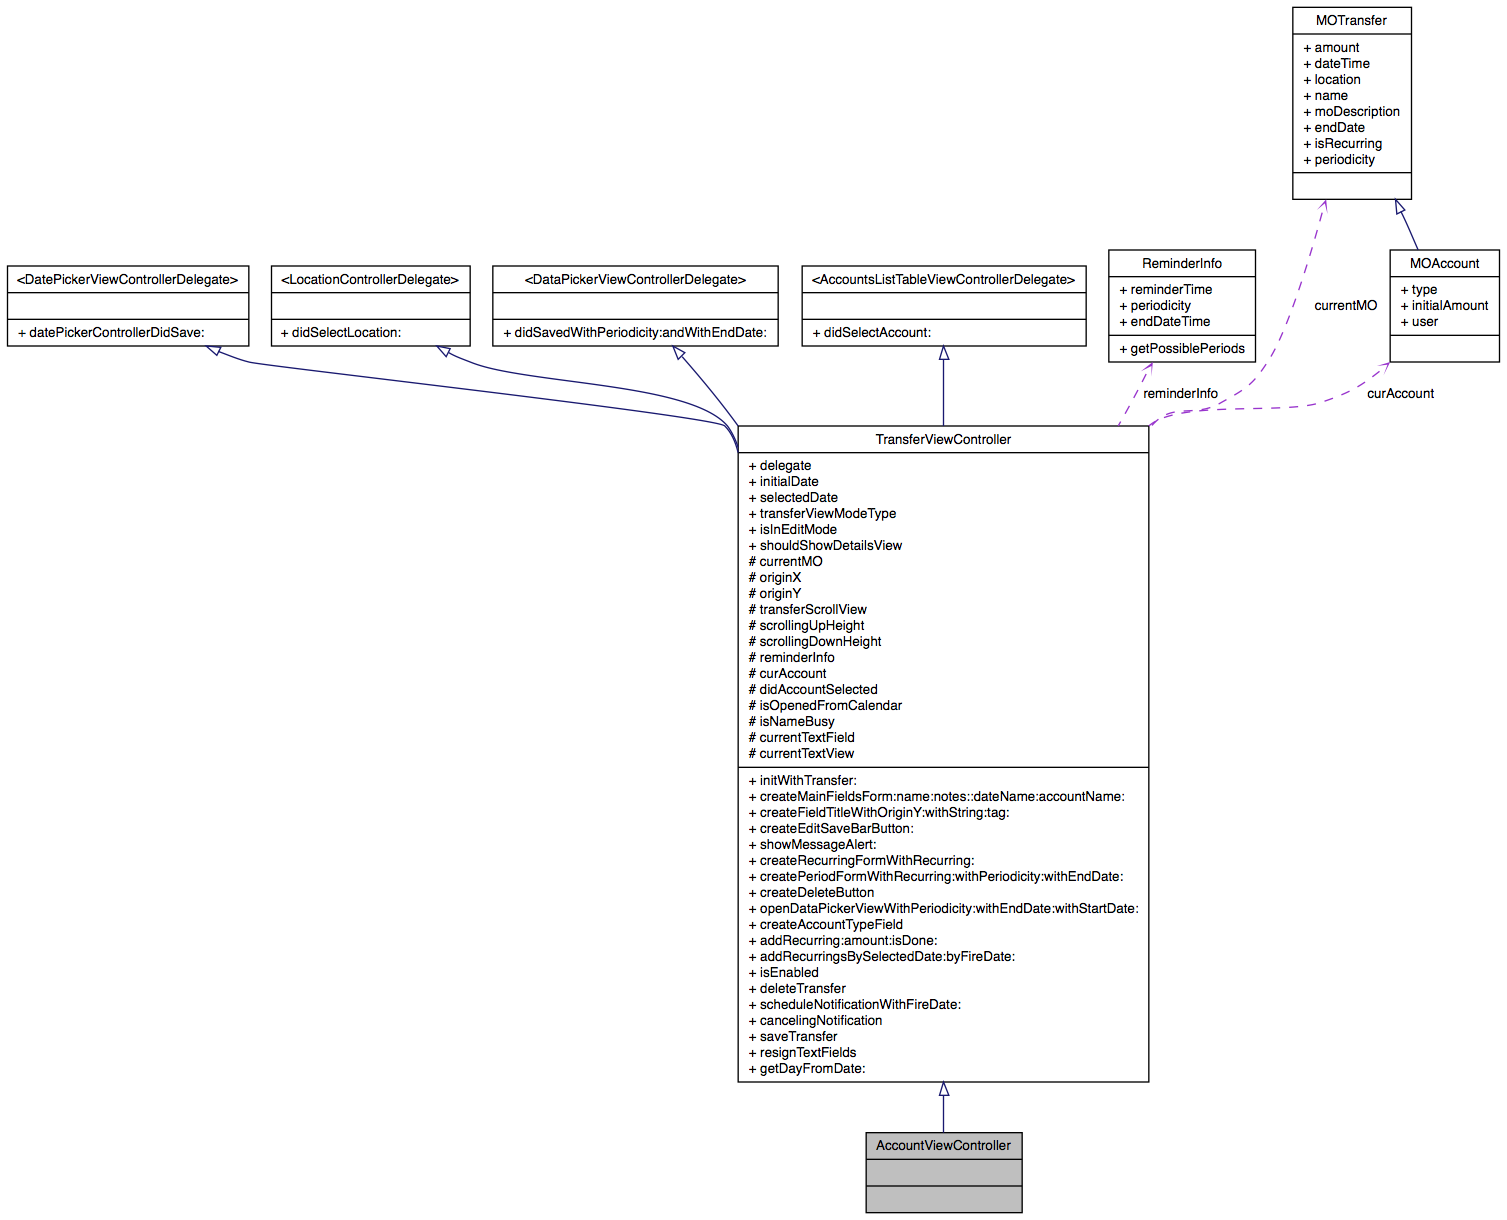 MOTransfer
+ amount
+ dateTime
+ location
+ name
+ moDescription
+ endDate
+ isRecurring
+ periodicity
<DatePickerViewControllerDelegate>
+ datePickerControllerDidSave:
<LocationControllerDelegate>
+ didSelectLocation:
<DataPickerViewControllerDelegate>
+ didSavedWithPeriodicity:andWithEndDate:
<AccountsListTableViewControllerDelegate>
+ didSelectAccount:
ReminderInfo
+ reminderTime
+ periodicity
+ endDateTime
+ getPossiblePeriods
currentMO
MOAccount
+ type
+ initialAmount
+ user
reminderInfo
curAccount
TransferViewController
+ delegate
+ initialDate
+ selectedDate
+ transferViewModeType
+ isInEditMode
+ shouldShowDetailsView
# currentMO
# originX
# originY
# transferScrollView
# scrollingUpHeight
# scrollingDownHeight
# reminderInfo
# curAccount
# didAccountSelected
# isOpenedFromCalendar
# isNameBusy
# currentTextField
# currentTextView
+ initWithTransfer:
+ createMainFieldsForm:name:notes::dateName:accountName:
+ createFieldTitleWithOriginY:withString:tag:
+ createEditSaveBarButton:
+ showMessageAlert:
+ createRecurringFormWithRecurring:
+ createPeriodFormWithRecurring:withPeriodicity:withEndDate:
+ createDeleteButton
+ openDataPickerViewWithPeriodicity:withEndDate:withStartDate:
+ createAccountTypeField
+ addRecurring:amount:isDone:
+ addRecurringsBySelectedDate:byFireDate:
+ isEnabled
+ deleteTransfer
+ scheduleNotificationWithFireDate:
+ cancelingNotification
+ saveTransfer
+ resignTextFields
+ getDayFromDate:
AccountViewController